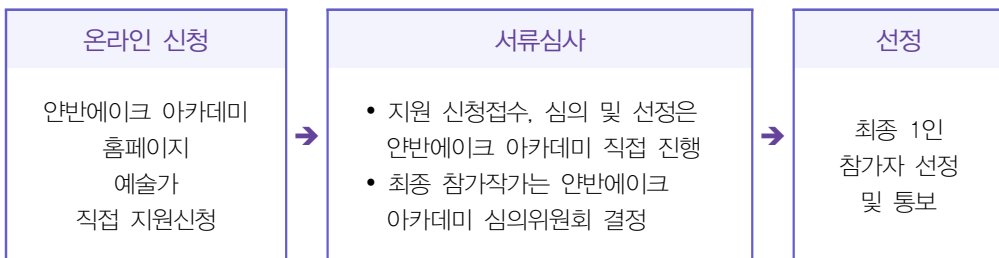 온라인 신청
얀반에이크 아카데미
홈페이지
예술가
직접 지원신청
➔
서류심사
• 지원 신청접수, 심의 및 선정은
얀반에이크 아카데미 직접 진행
• 최종 참가작가는 얀반에이크
아카데미 심의위원회 결정
➔
선정
최종 1인
참가자 선정
및 통보